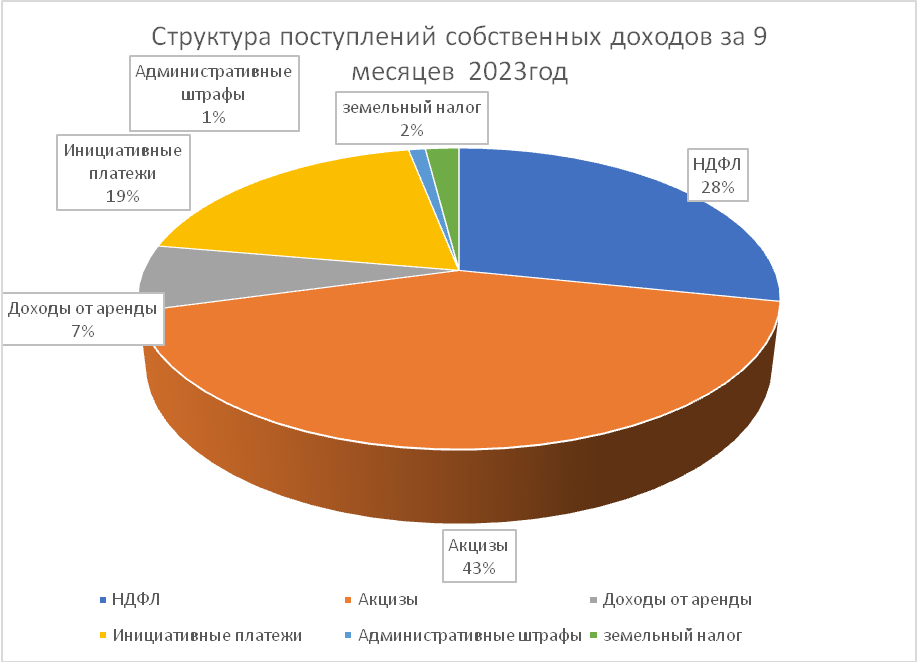 Структура поступлений собственных доходов за 9
месяцев 2023год
Административные
штрафы
1%
земельный налог
2%
Инициативные
платежи
19%
НДФЛ
28%
Доходы от аренды
7%
Акцизы
43%
НДФЛ
Акцизы
Доходы от аренды
Инициативные платежи
Административные штрафы
земельный налог